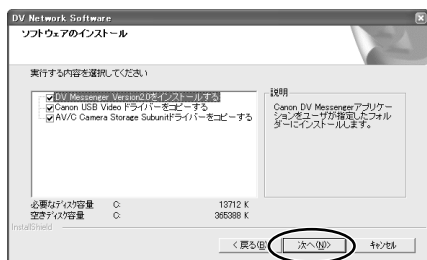 DV Network Software
ソフトウェアのインストール
実行する内容を選択してください
DV Messenger Version2.0をインストールする
Canon USB Video ドライバーをコピーする
AV/C Camera Storage Subunitドライバーをコピーする
説明
Canon DV Messengerアプリケー
ションをユーザが指定したフォル
ダーにインストールします。
必要なディスク容量 C: 13712 K
空きディスク容量 C: 365388 K
InstallShield
< 戻る(B) 次へ(N)> キャンセル